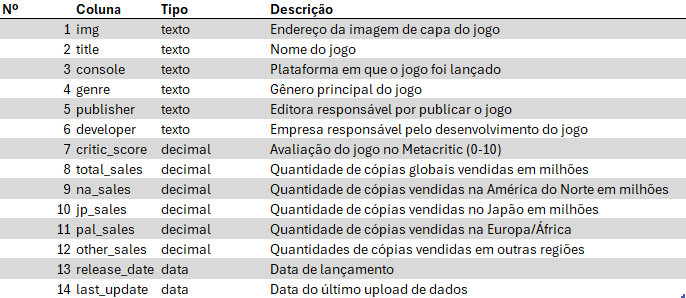 Nº Coluna Tipo Descrição
1 img texto Endereço da imagem de capa do jogo
2 title texto Nome do jogo
3 console texto Plataforma em que o jogo foi lançado
4 genre texto Gênero principal do jogo
5 publisher texto Editora responsável por publicar o jogo
6 developer texto Empresa responsável pelo desenvolvimento do jogo
7 critic_score decimal Avaliação do jogo no Metacritic (0-10)
8 total_sales decimal Quantidade de cópias globais vendidas em milhões
9 na_sales decimal Quantidade de cópias vendidas na América do Norte em milhões
10 jp_sales decimal Quantidade de cópias vendidas no Japão em milhões
11 pal_sales decimal Quantidade de cópias vendidas na Europa/África
12 other_sales decimal Quantidades de cópias vendidas em outras regiões
13 release_date data Data de lançamento
14 last_update data Data do último upload de dados